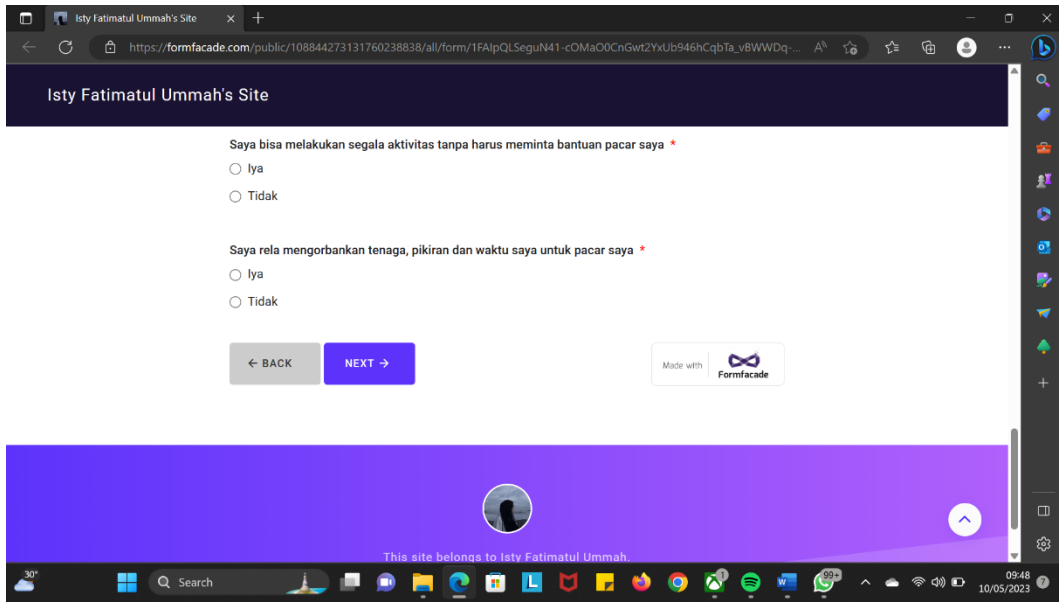 Isty Fatimatul Ummah's Site
https://formfacade.com/public/108844273131760238838/all/form/1FAIpQLSeguN41-cOMaO0CnGwt2YxUb946hCqbTa_vBWWDq-...
Isty Fatimatul Ummah's Site
Saya bisa melakukan segala aktivitas tanpa harus meminta bantuan pacar saya *
Iya
Tidak
Saya rela mengorbankan tenaga, pikiran dan waktu saya untuk pacar saya *
Iya
Tidak
← BACK
NEXT →
Made with
Formfacade
This site belongs to Isty Fatimatul Ummah.
30°
Search
99+
09:48
10/05/2023